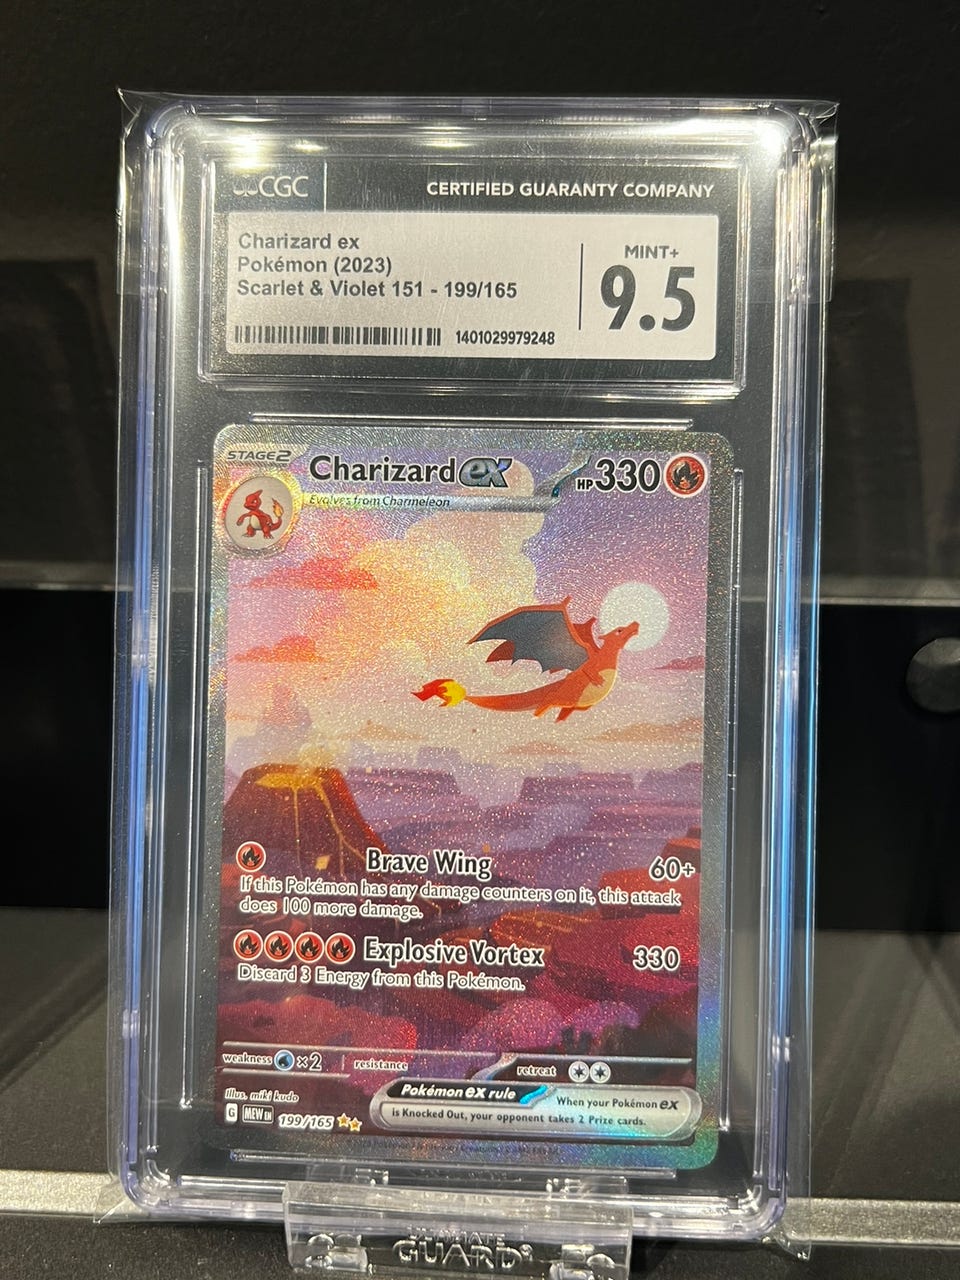 CGC
CERTIFIED GUARANTY COMPANY
Charizard ex
Pokémon (2023)
Scarlet & Violet 151 - 199/165
MINT+
9.5
1401029979248
STAGE2
Charizard ex
HP 330
Evolves from Charmeleon
Brave Wing 60+
If this Pokémon has any damage counters on it, this attack
does 100 more damage.
Explosive Vortex 330
Discard 3 Energy from this Pokémon.
weakness ×2 resistance retreat
Illus. miki kudo
G MEW EN 199/165
Pokémon ex rule When your Pokémon ex
is Knocked Out, your opponent takes 2 Prize cards.
GUARD®